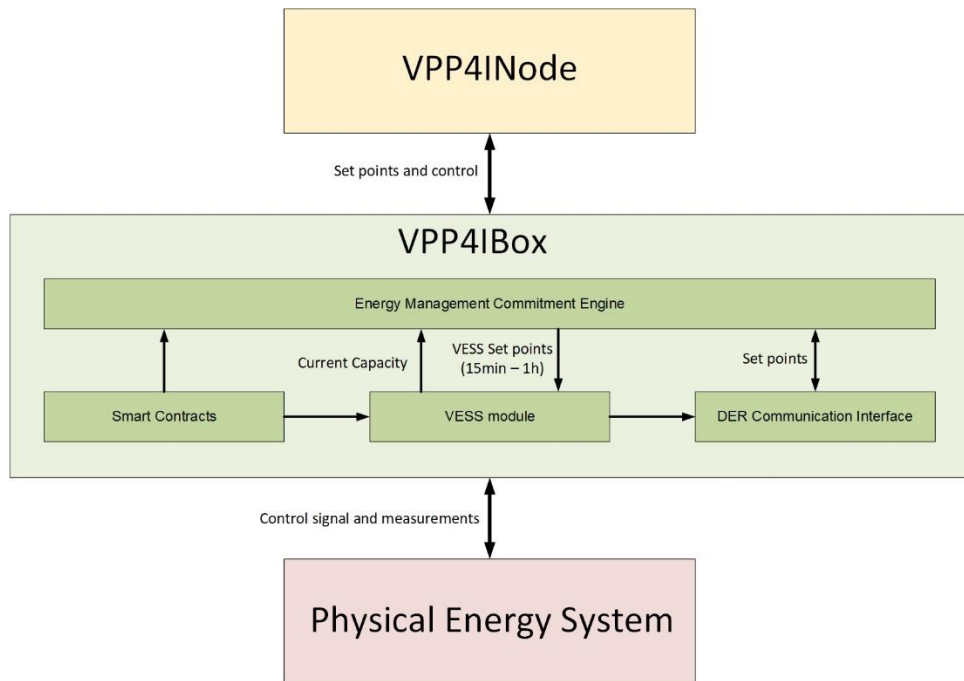 VPP4INode
Set points and control
VPP4IBox
Energy Management Commitment Engine
Current Capacity
VESS Set points
(15min – 1h)
Set points
Smart Contracts
VESS module
DER Communication Interface
Control signal and measurements
Physical Energy System